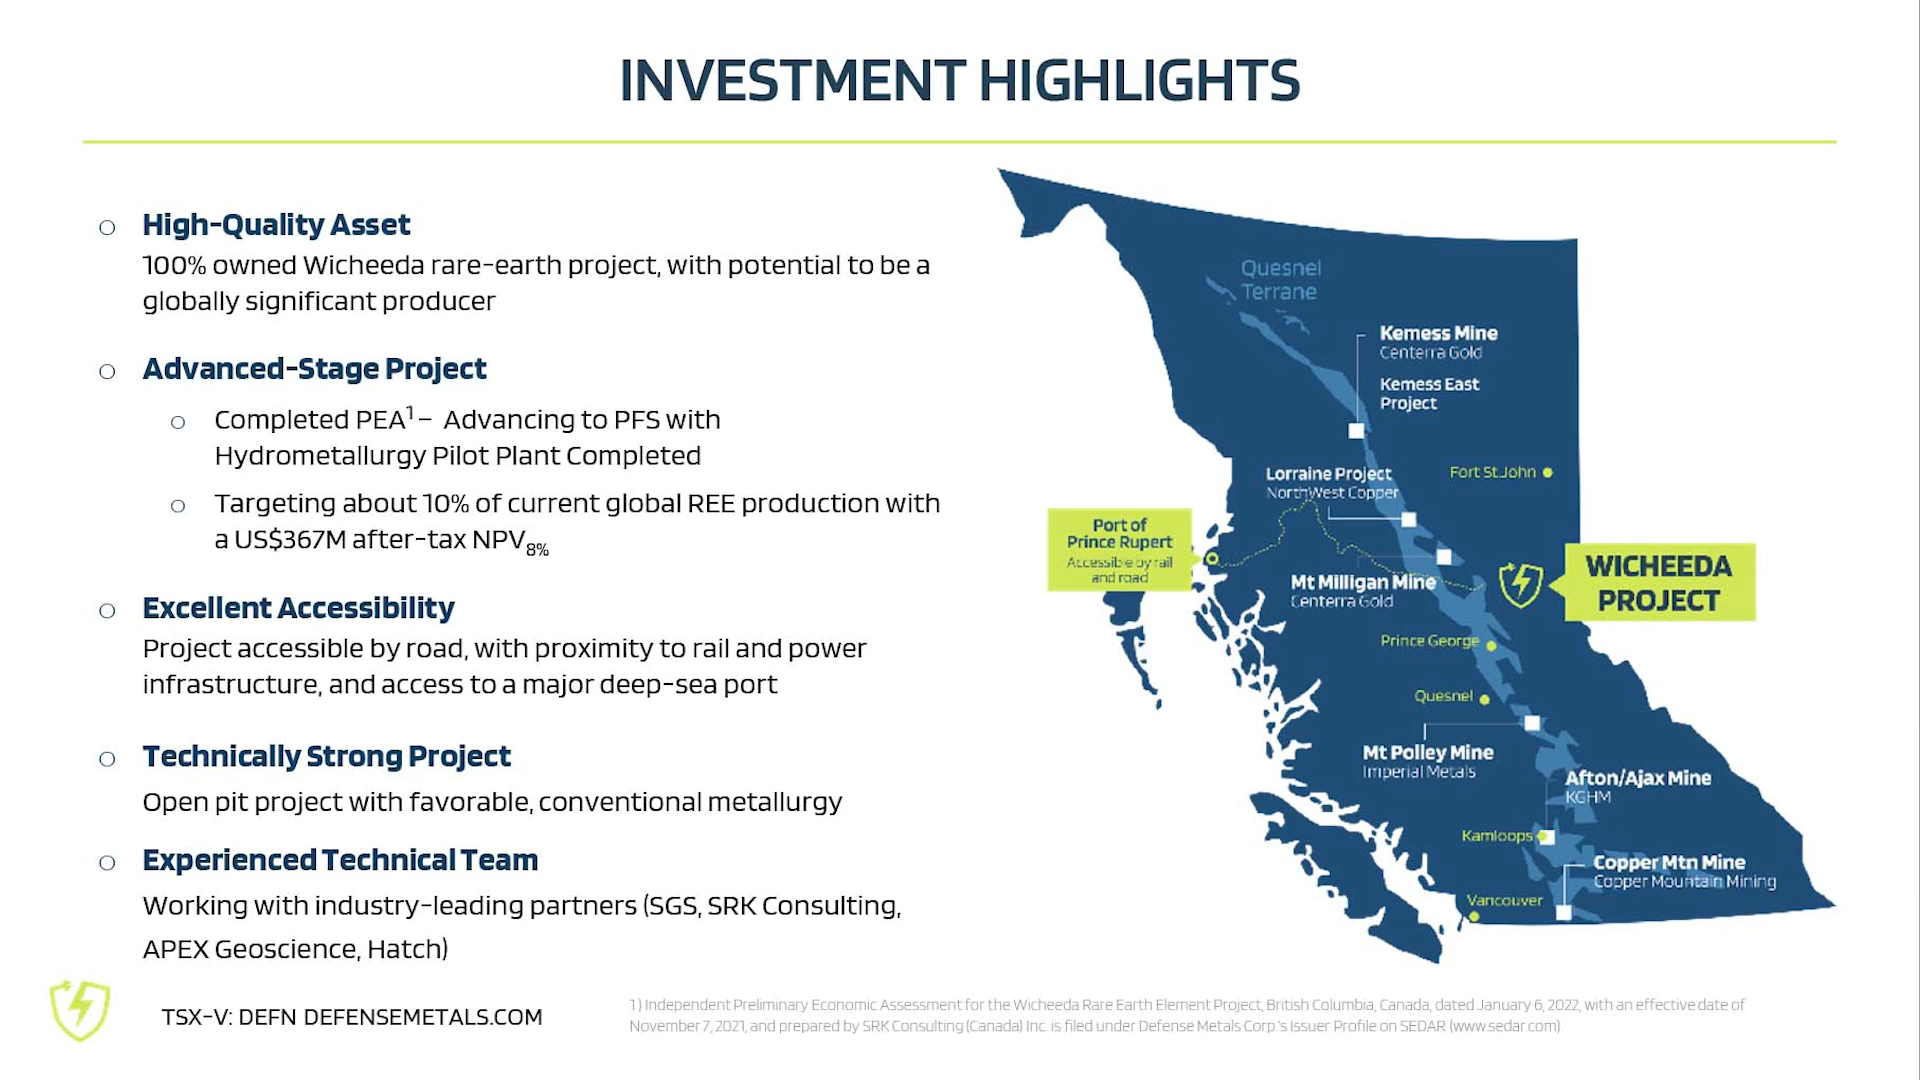 INVESTMENT HIGHLIGHTS
High-Quality Asset
100% owned Wicheeda rare-earth project, with potential to be a
globally significant producer
Advanced-Stage Project
Completed PEA1 – Advancing to PFS with
Hydrometallurgy Pilot Plant Completed
Targeting about 10% of current global REE production with
a US$367M after-tax NPV8%
Excellent Accessibility
Project accessible by road, with proximity to rail and power
infrastructure, and access to a major deep-sea port
Technically Strong Project
Open pit project with favorable, conventional metallurgy
Experienced Technical Team
Working with industry-leading partners (SGS, SRK Consulting,
APEX Geoscience, Hatch)
Quesnel
Terrane
Kemess Mine
Centerra Gold
Kemess East
Project
Lorraine Project
NorthWest Copper
Fort St.John
Port of
Prince Rupert
Accessible by rail
and road
Mt Milligan Mine
Centerra Gold
WICHEEDA
PROJECT
Prince George
Quesnel
Mt Polley Mine
Imperial Metals
Afton/Ajax Mine
KGHM
Kamloops
Copper Mtn Mine
Copper Mountain Mining
Vancouver
TSX-V: DEFN DEFENSEMETALS.COM
1) Independent Preliminary Economic Assessment for the Wicheeda Rare Earth Element Project, British Columbia, Canada, dated January 6, 2022, with an effective date of
November 7, 2021, and prepared by SRK Consulting (Canada) Inc. is filed under Defense Metals Corp.'s Issuer Profile on SEDAR (www.sedar.com)